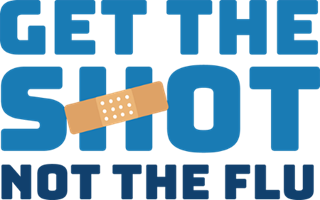 GET THE
SHOT
NOT THE FLU